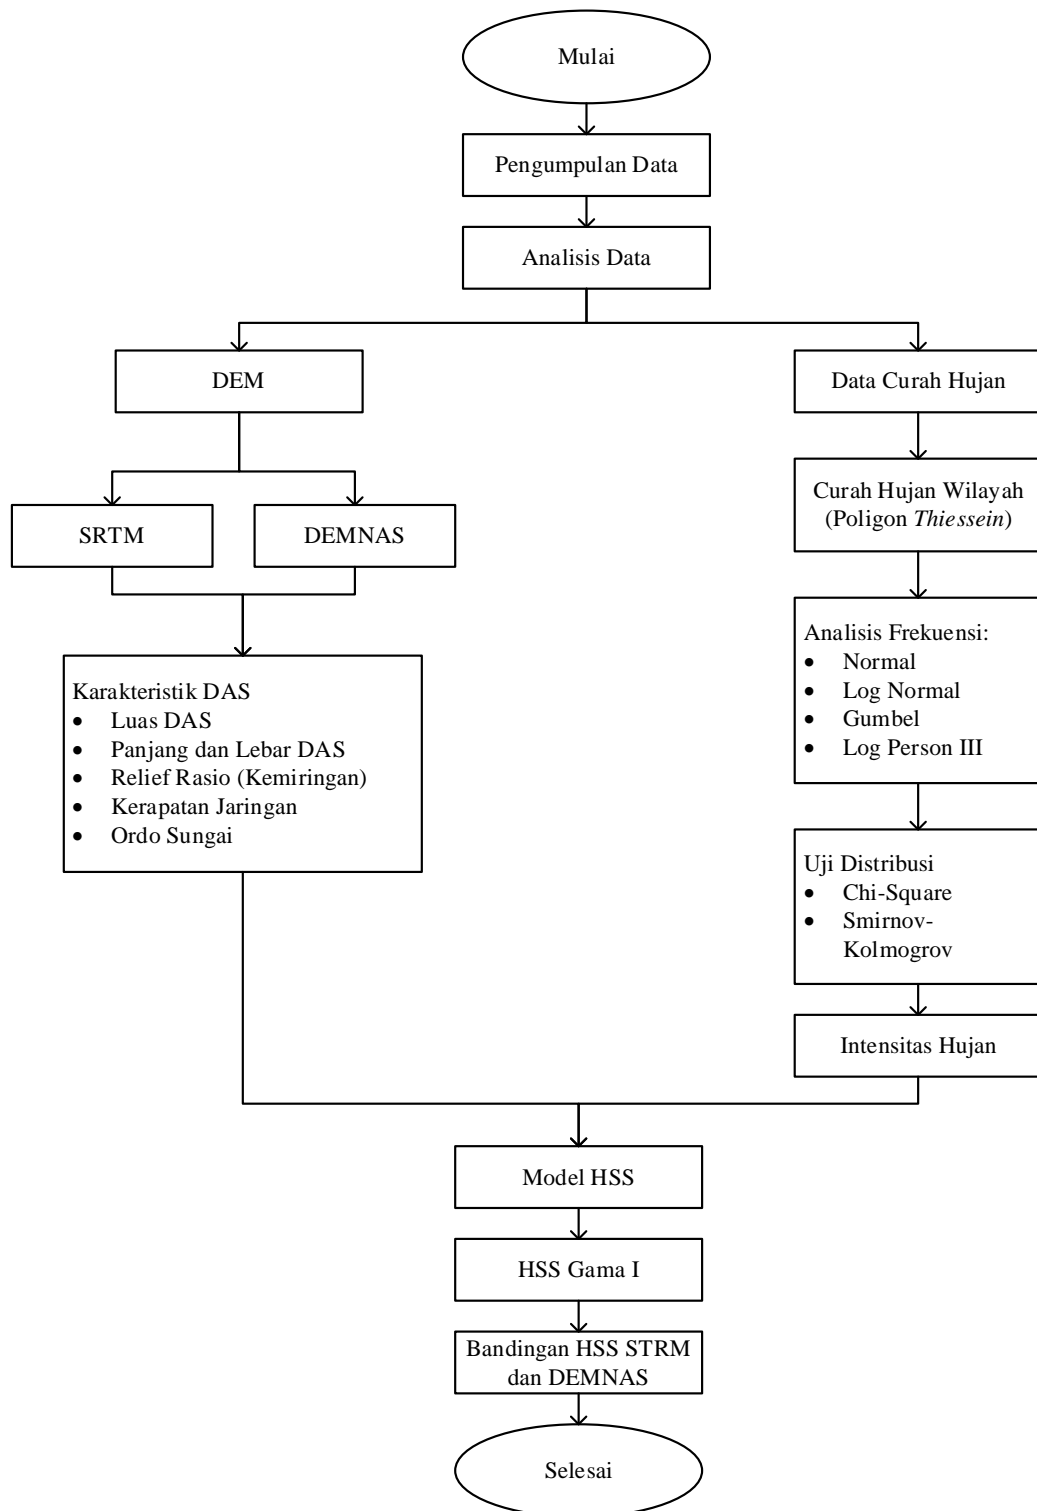 Mulai
Pengumpulan Data
Analisis Data
DEM
Data Curah Hujan
SRTM
DEMNAS
Curah Hujan Wilayah
(Poligon Thiessein)
Karakteristik DAS
• Luas DAS
• Panjang dan Lebar DAS
• Relief Rasio (Kemiringan)
• Kerapatan Jaringan
• Ordo Sungai
Analisis Frekuensi:
• Normal
• Log Normal
• Gumbel
• Log Person III
Uji Distribusi
• Chi-Square
• Smirnov-
Kolmogrov
Intensitas Hujan
Model HSS
HSS Gama I
Bandingan HSS STRM
dan DEMNAS
Selesai